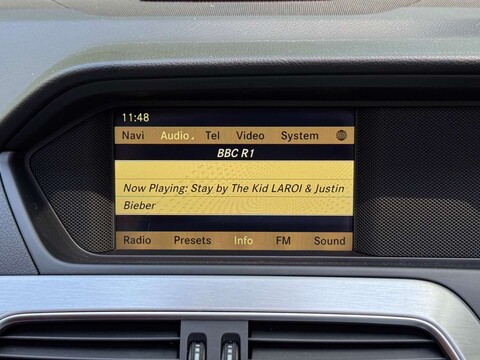 11:48
Navi Audio Tel Video System
BBC R1
Now Playing: Stay by The Kid LAROI & Justin
Bieber
Radio Presets Info FM Sound